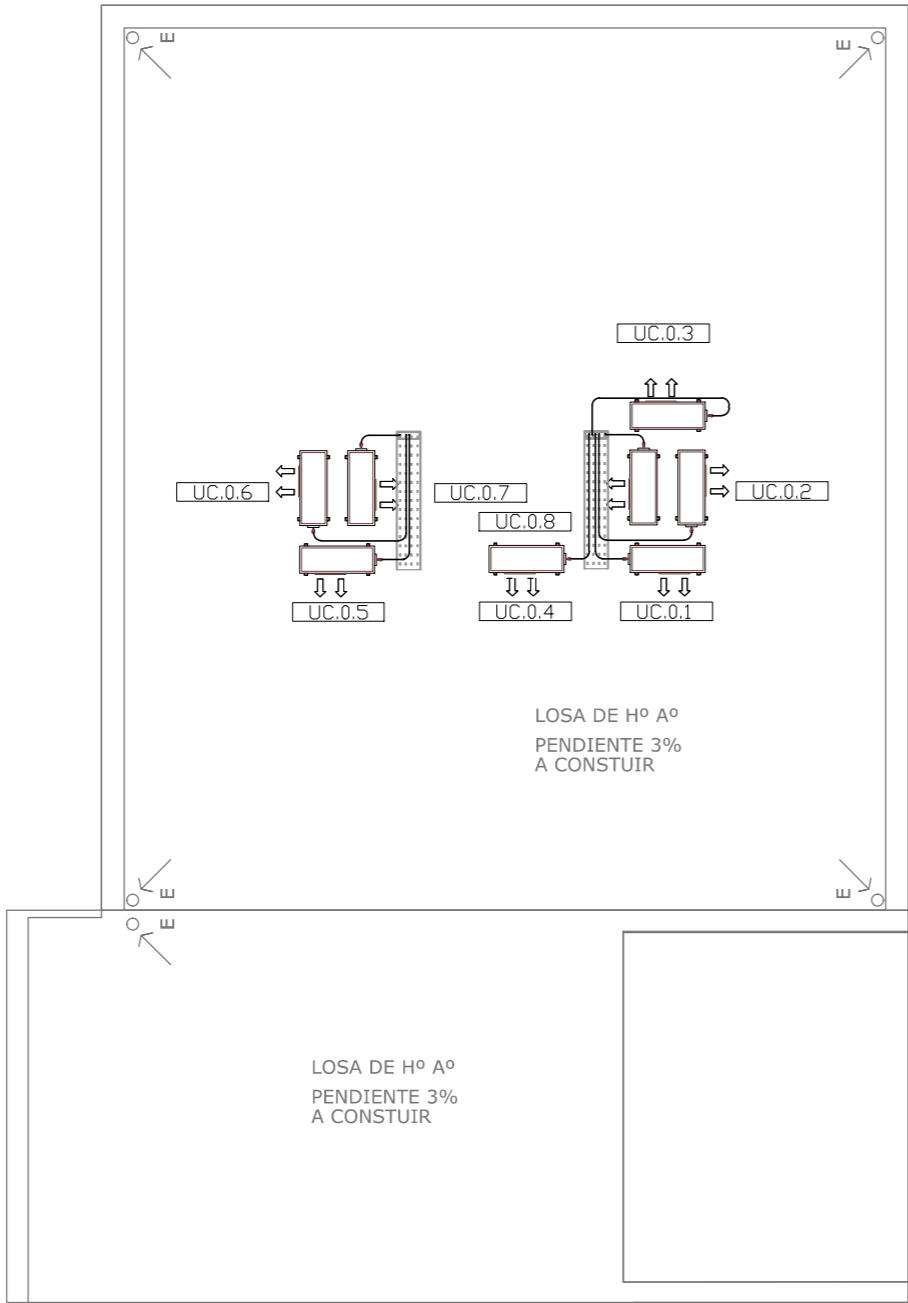 E
E
UC.0.3
UC.0.6
UC.0.7
UC.0.2
UC.0.8
UC.0.5
UC.0.4
UC.0.1
LOSA DE Hº Aº
PENDIENTE 3%
A CONSTUIR
E
E
E
LOSA DE Hº Aº
PENDIENTE 3%
A CONSTUIR